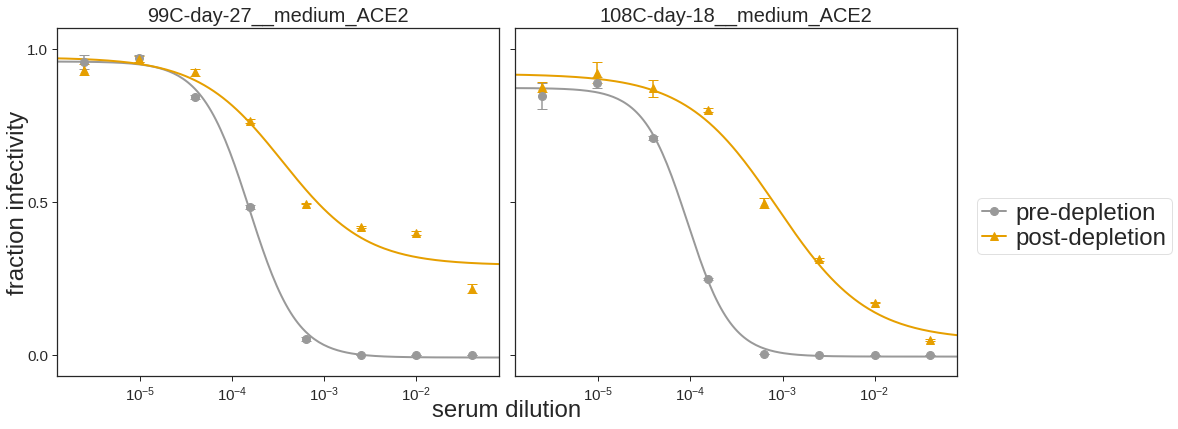 99C-day-27__medium_ACE2
108C-day-18__medium_ACE2
fraction infectivity
1.0
0.5
0.0
10⁻⁵
10⁻⁴
10⁻³
10⁻²
10⁻⁵
10⁻⁴
10⁻³
10⁻²
serum dilution
pre-depletion
post-depletion